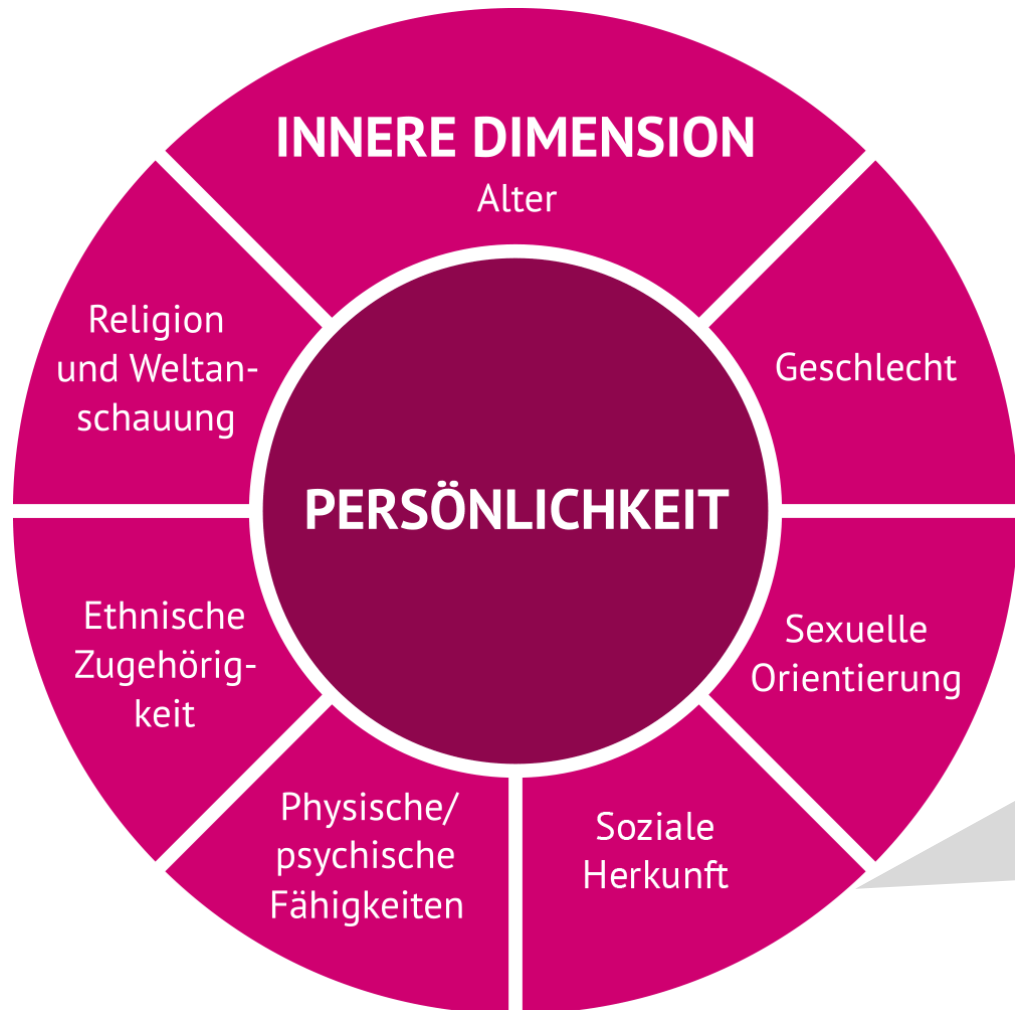 INNERE DIMENSION
Alter
Geschlecht
Sexuelle
Orientierung
Soziale
Herkunft
Physische/
psychische
Fähigkeiten
Ethnische
Zugehörig-
keit
Religion
und Weltan-
schauung
PERSÖNLICHKEIT